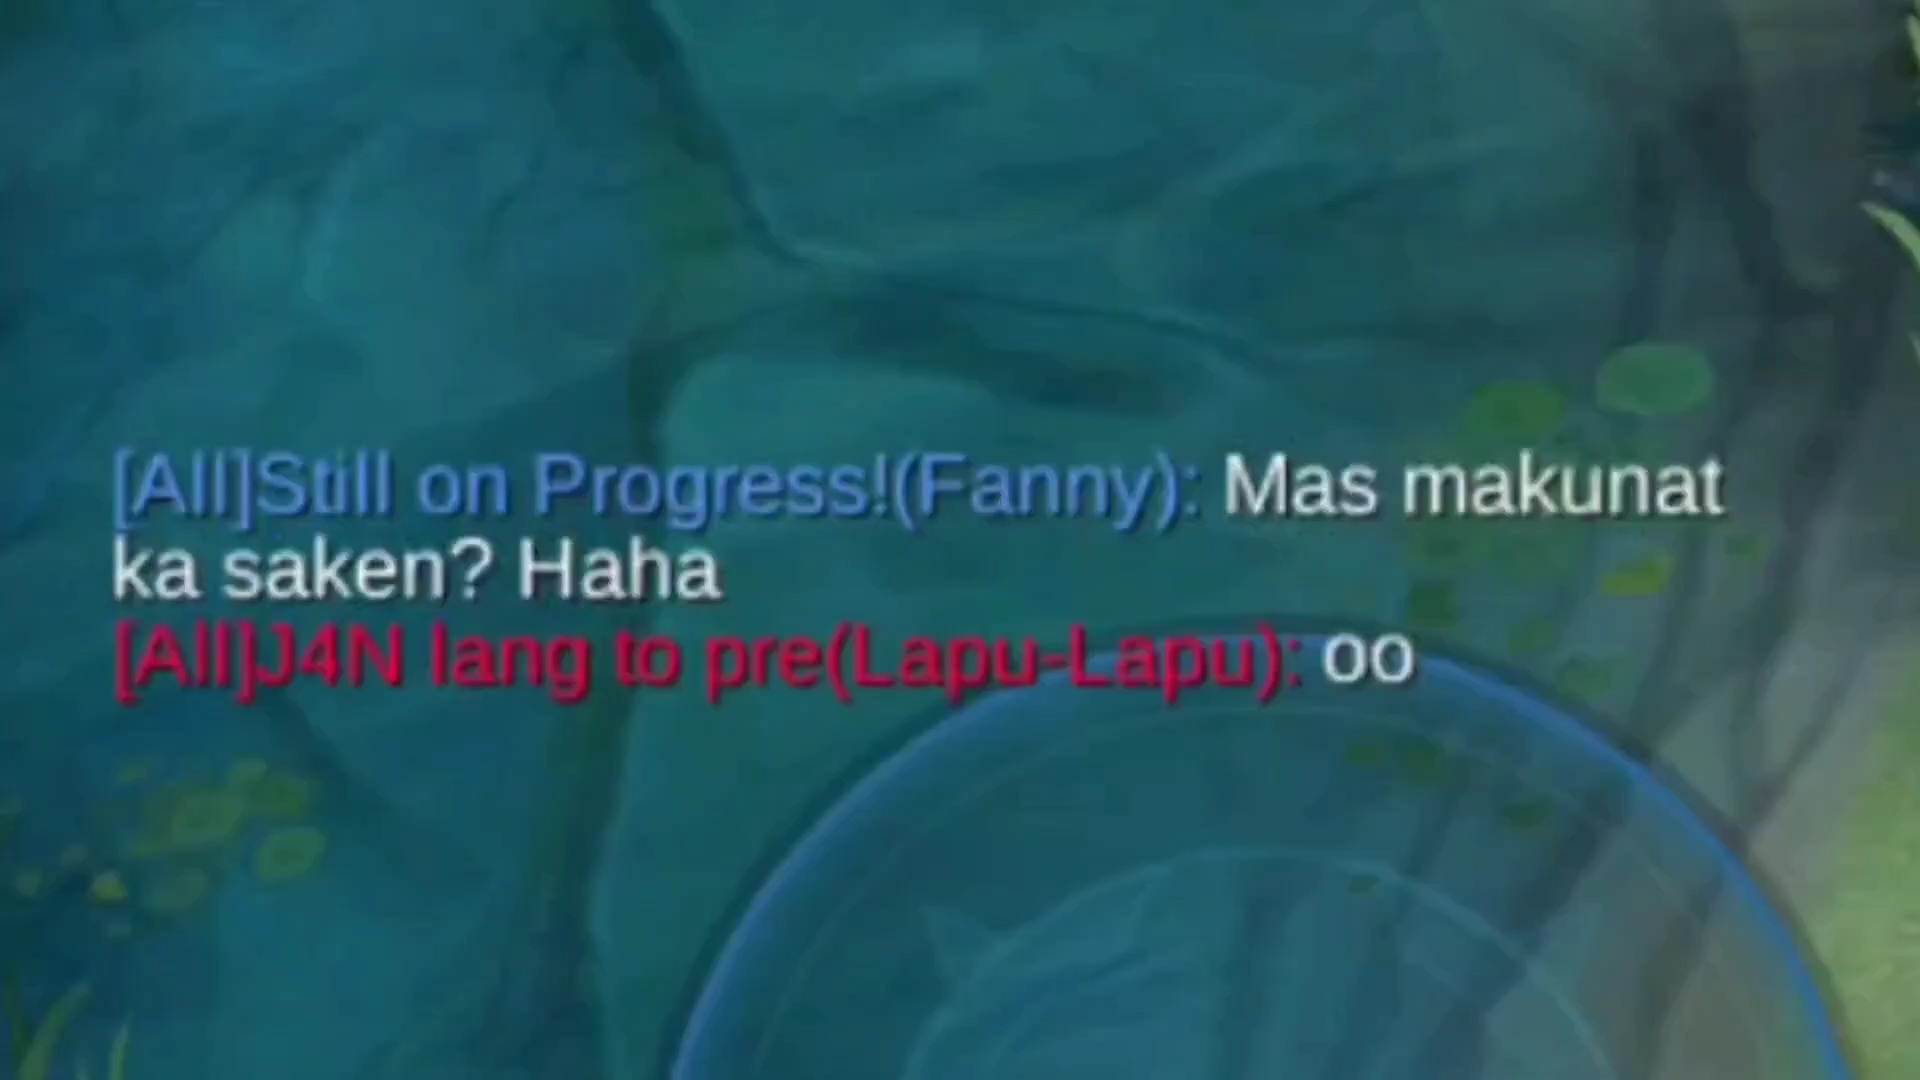 [All]Still on Progress!(Fanny): Mas makunat
ka saken? Haha
[All]J4N lang to pre(Lapu-Lapu): oo